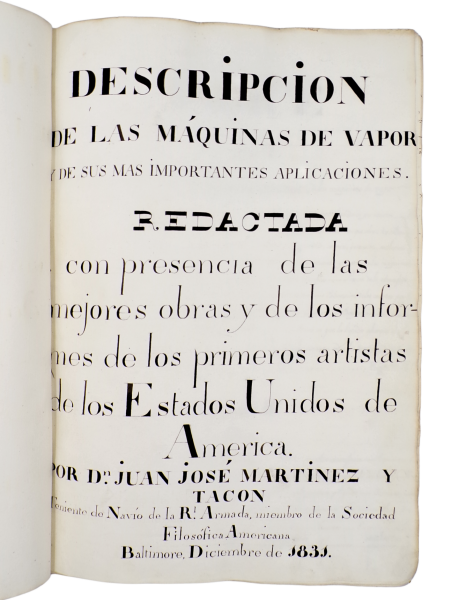 DESCRIPCION
DE LAS MÁQUINAS DE VAPOR
Y DE SUS MAS IMPORTANTES APLICACIONES.
REDACTADA
con presencia de las
mejores obras y de los infor-
mes de los primeros artistas
de los Estados Unidos de
America.
POR Dn. JUAN JOSÉ MARTINEZ Y
TACON
Teniente de Navío de la Rl. Armada, miembro de la Sociedad
Filosófica Americana
Baltimore, Diciembre de 1831.